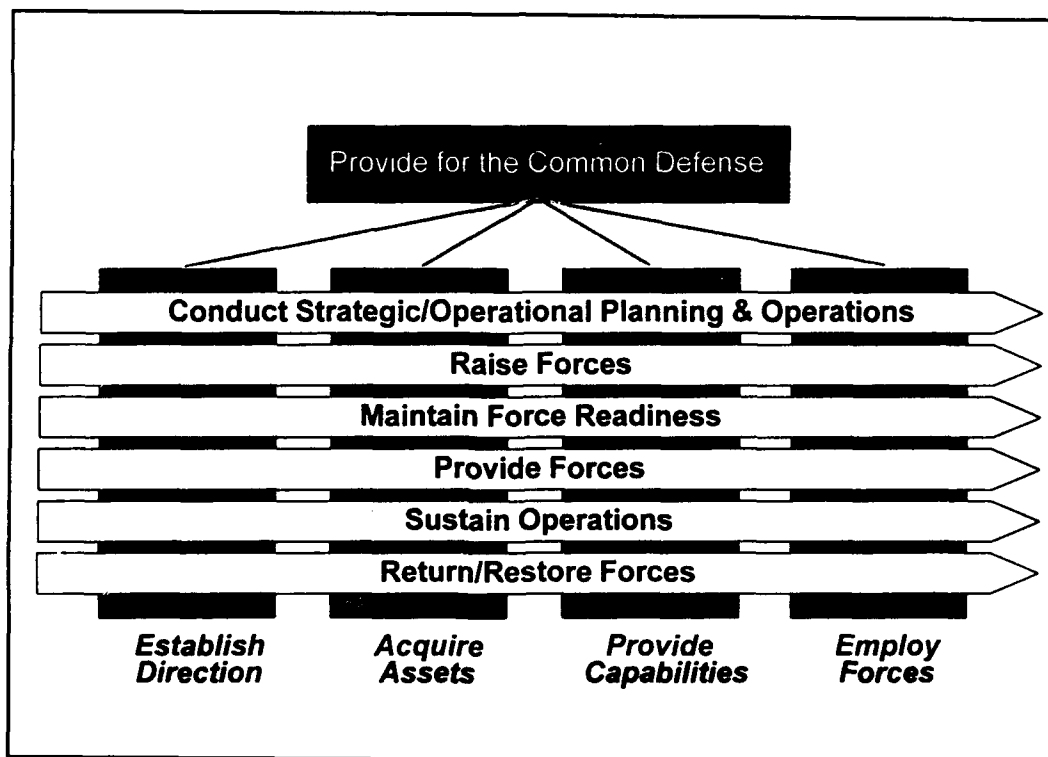 Provide for the Common Defense
Conduct Strategic/Operational Planning & Operations
Raise Forces
Maintain Force Readiness
Provide Forces
Sustain Operations
Return/Restore Forces
Establish
Direction
Acquire
Assets
Provide
Capabilities
Employ
Forces